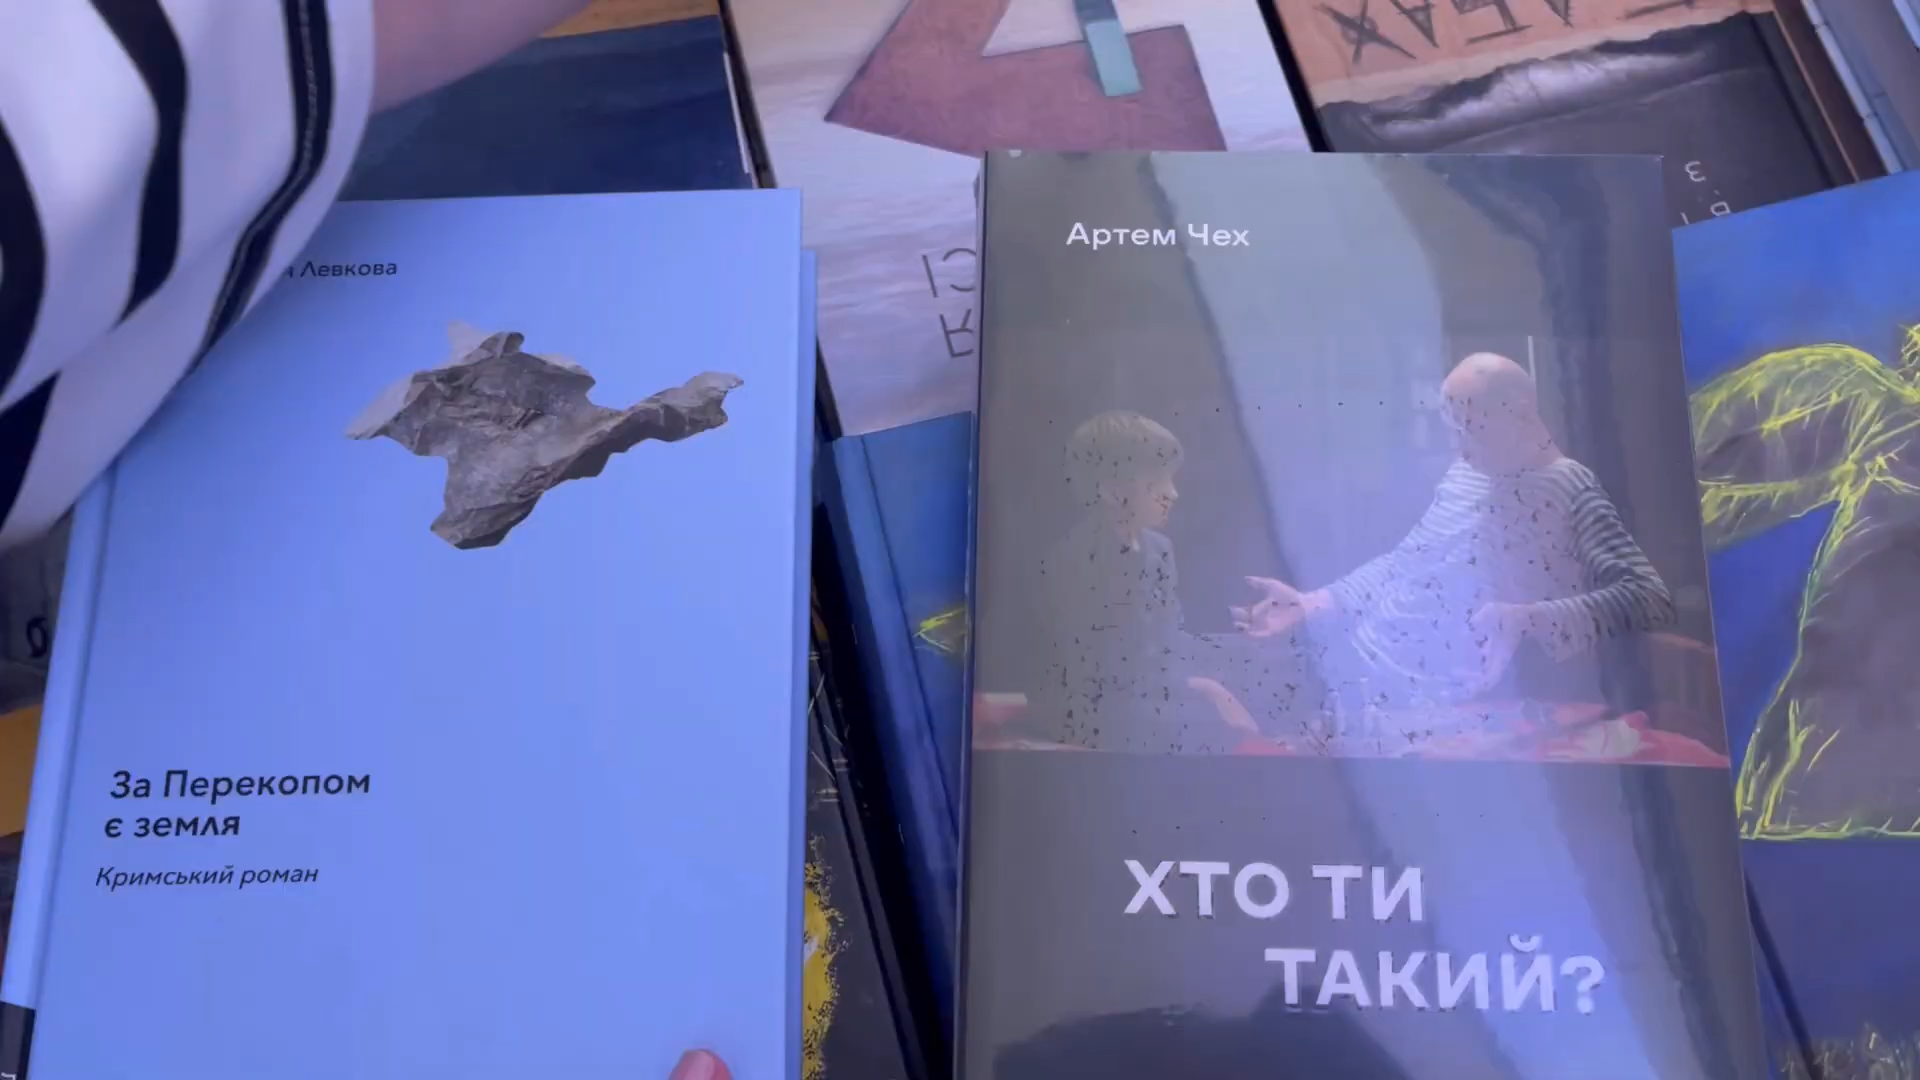 Левкова
За Перекопом
є земля
Кримський роман
Артем Чех
ХТО ТИ
ТАКИЙ?